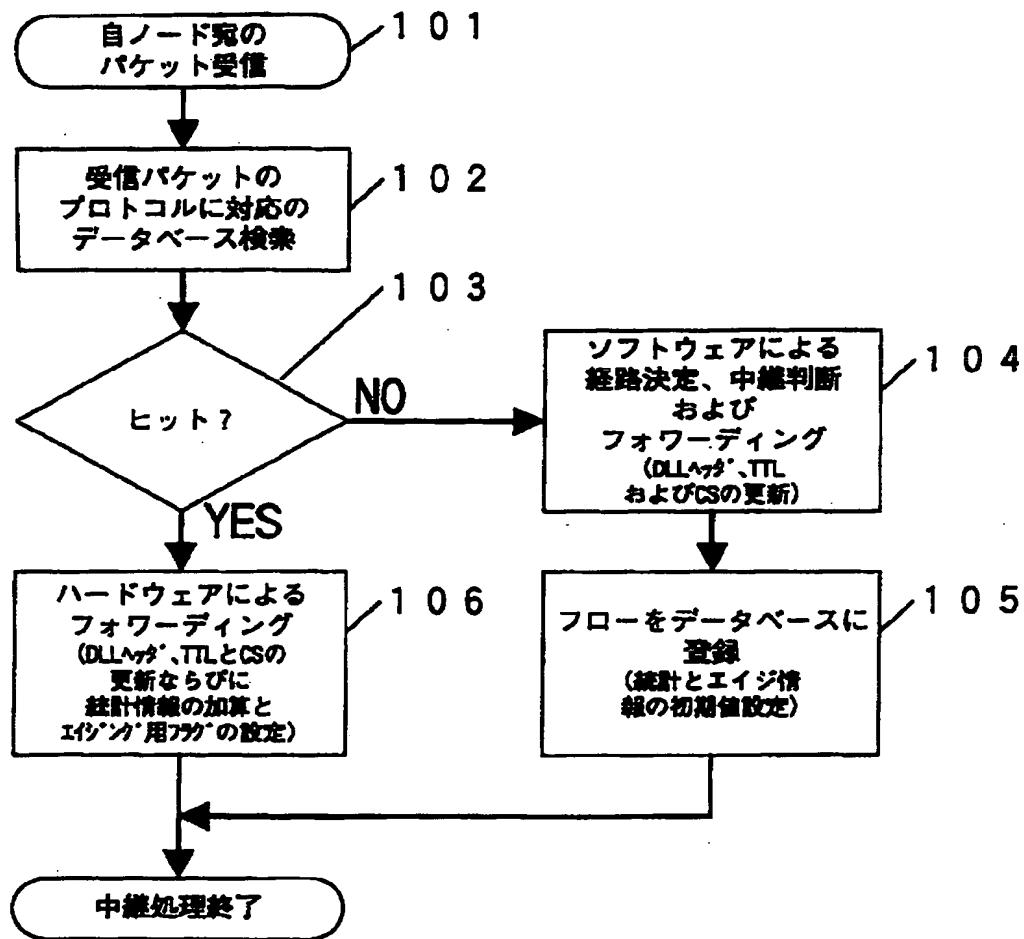 自ノード宛の
パケット受信
101
受信パケットの
プロトコルに対応の
データベース検索
102
ヒット?
103
NO
YES
ソフトウェアによる
経路決定、中継判断
および
フォワーディング
(DLLヘッダ、TTL
およびCSの更新)
104
フローをデータベースに
登録
(統計とエイジ情
報の初期値設定)
105
ハードウェアによる
フォワーディング
(DLLヘッダ、TTLとCSの
更新ならびに
統計情報の加算と
エイジング用フラグの設定)
106
中継処理終了